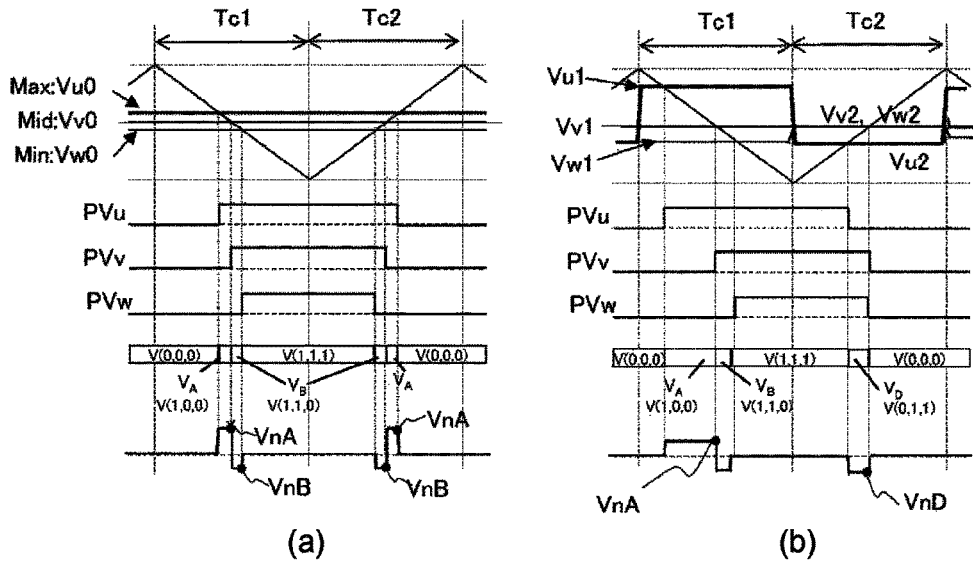 Tc1 Tc2
Max:Vu0
Mid:Vv0
Min:Vw0
PVu
PVv
PVw
V(0,0,0) V(1,1,1) V(0,0,0)
VA VB VA
V(1,0,0) V(1,1,0)
VnA VnA
VnB VnB
(a)
Tc1 Tc2
Vu1
Vv1 Vv2, Vw2
Vw1 Vu2
PVu
PVv
PVw
V(0,0,0) V(1,1,1) V(0,0,0)
VA VB VD
V(1,0,0) V(1,1,0) V(0,1,1)
VnA VnD
(b)